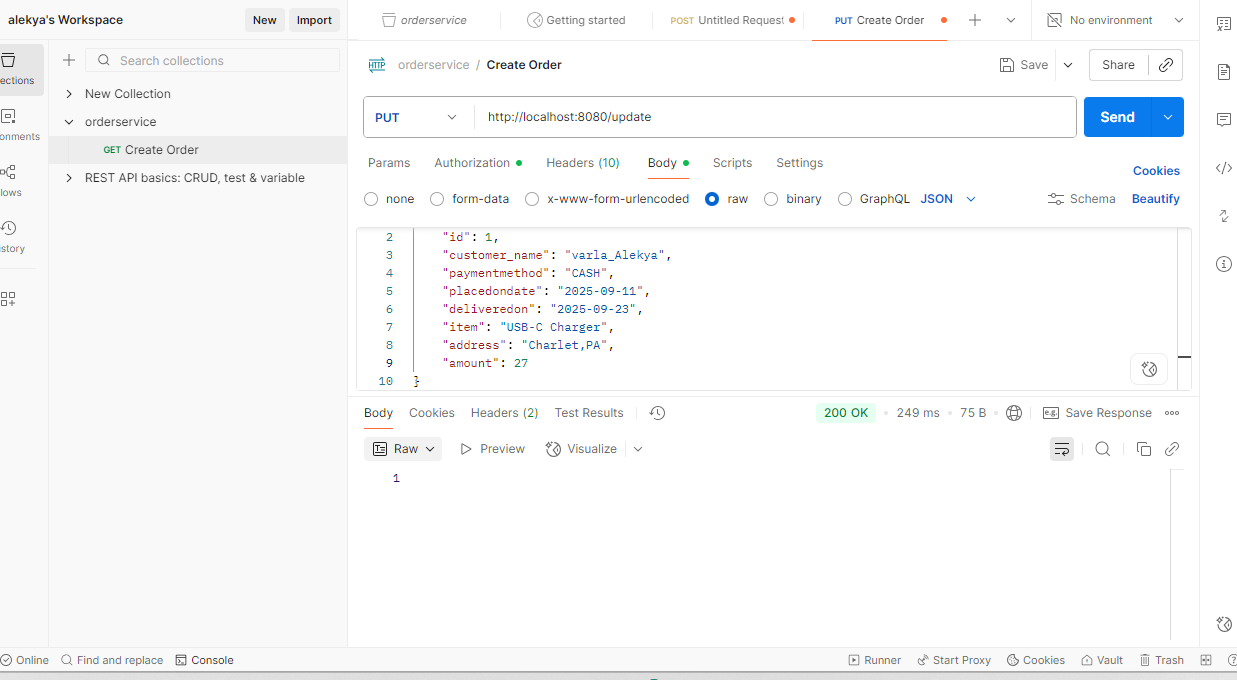 alekya's Workspace
New
Import
orderservice
Getting started
POST Untitled Request
PUT Create Order
No environment
ections
onments
lows
istory
Search collections
New Collection
orderservice
GET Create Order
REST API basics: CRUD, test & variable
HTTP orderservice / Create Order
Save
Share
PUT
http://localhost:8080/update
Send
Params
Authorization
Headers (10)
Body
Scripts
Settings
Cookies
none
form-data
x-www-form-urlencoded
raw
binary
GraphQL
JSON
Schema
Beautify
2 "id": 1,
3 "customer_name": "varla_Alekya",
4 "paymentmethod": "CASH",
5 "placedondate": "2025-09-11",
6 "deliveredon": "2025-09-23",
7 "item": "USB-C Charger",
8 "address": "Charlet,PA",
9 "amount": 27
10 }
Body
Cookies
Headers (2)
Test Results
200 OK
249 ms
75 B
e.g. Save Response
Raw
Preview
Visualize
1
Online
Find and replace
Console
Runner
Start Proxy
Cookies
Vault
Trash